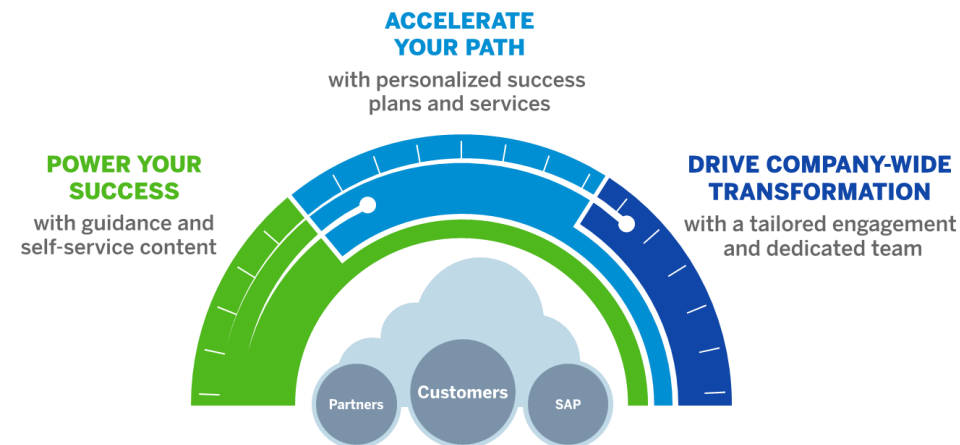 ACCELERATE
YOUR PATH
with personalized success
plans and services
POWER YOUR
SUCCESS
with guidance and
self-service content
DRIVE COMPANY-WIDE
TRANSFORMATION
with a tailored engagement
and dedicated team
Partners
Customers
SAP